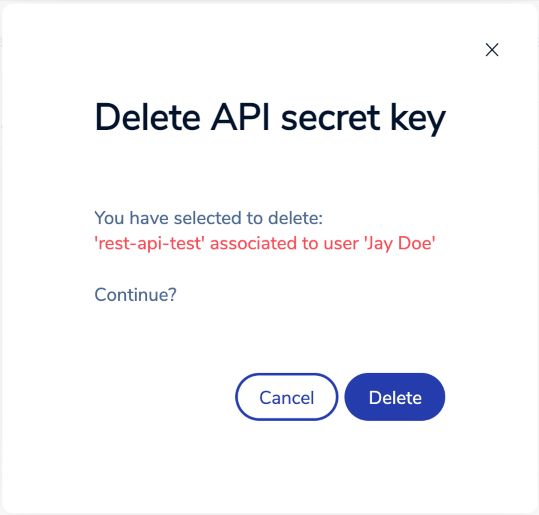 Delete API secret key
You have selected to delete:
'rest-api-test' associated to user 'Jay Doe'
Continue?
Cancel
Delete